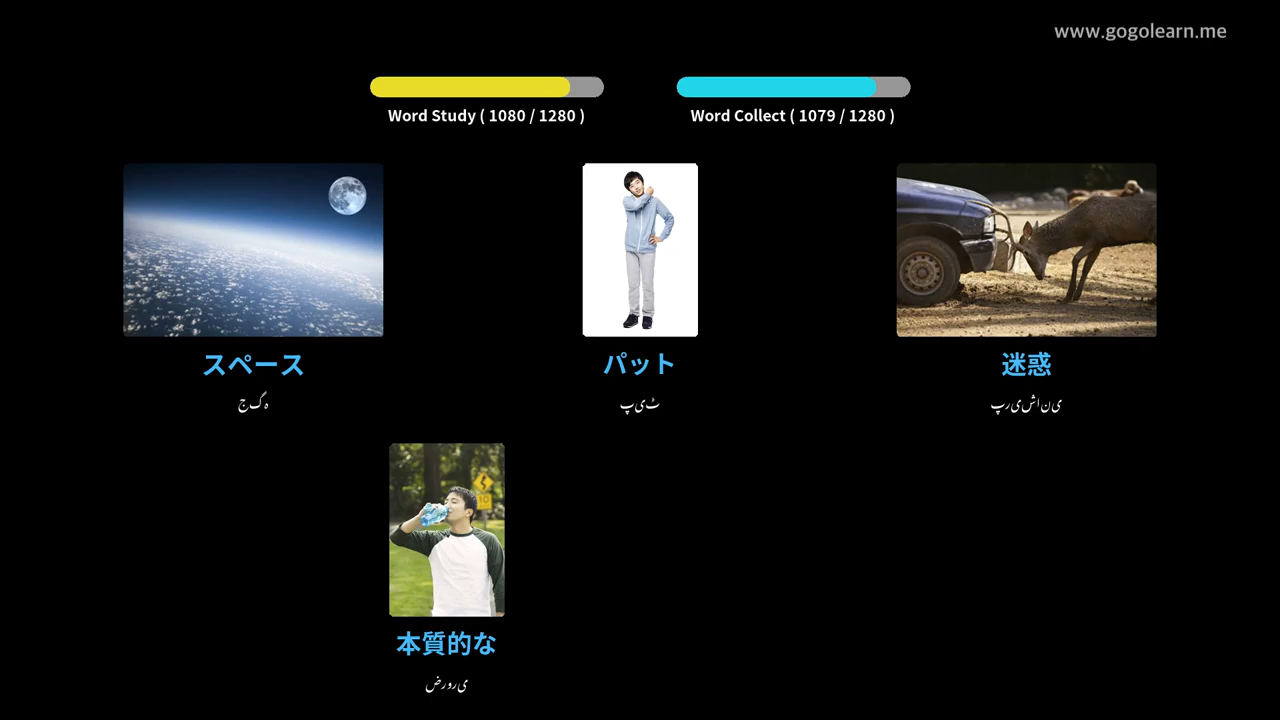 www.gogolearn.me
Word Study ( 1080 / 1280 )
Word Collect ( 1079 / 1280 )
スペース
パット
迷惑
جگہ
پیٹ
پریشانی
本質的な
ضروری